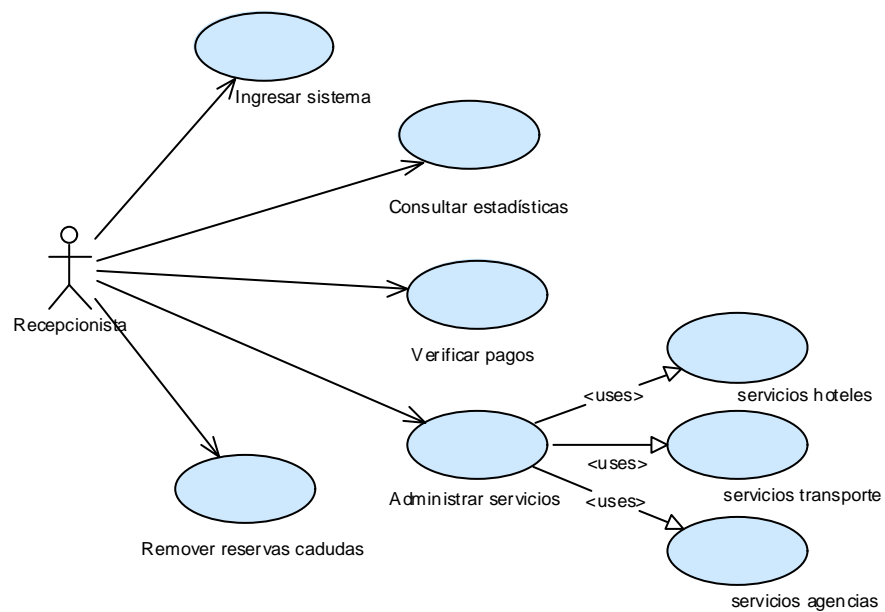 Ingresar sistema
Consultar estadísticas
Recepcionista
Verificar pagos
<uses>
servicios hoteles
<uses>
Administrar servicios
servicios transporte
<uses>
Remover reservas cadudas
servicios agencias